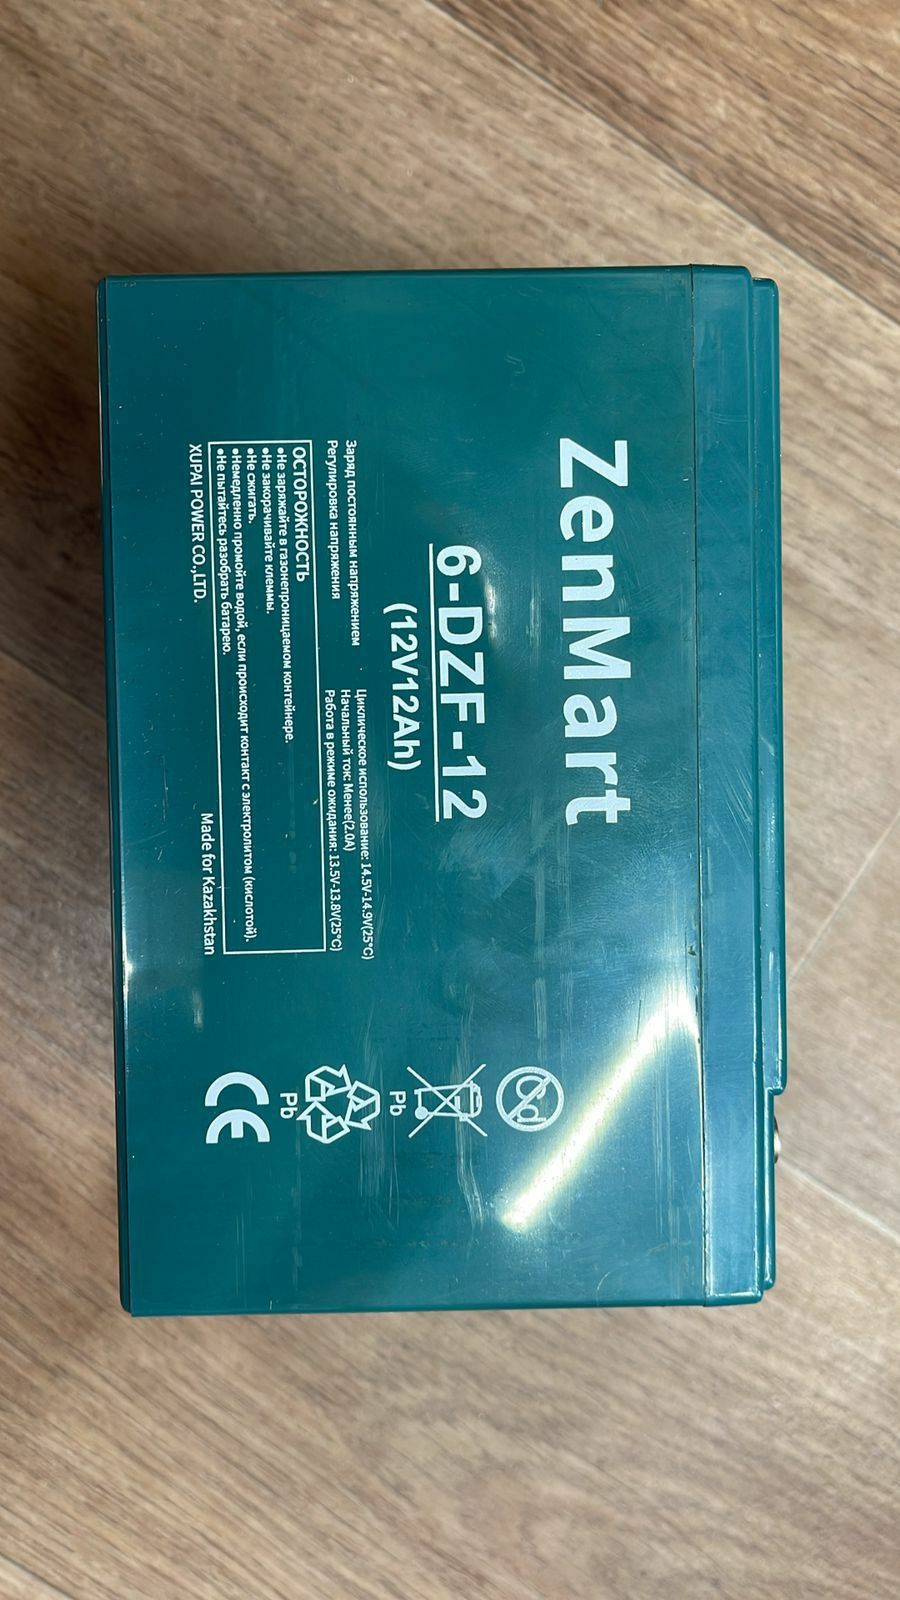 ZenMart
6-DZF-12
(12V12Ah)
Заряд постоянным напряжением
Регулировка напряжения
Циклическое использование: 14.5V-14.9V(25°C)
Начальный ток: Менее(2.0A)
Работа в режиме ожидания: 13.5V-13.8V(25°C)
ОСТОРОЖНОСТЬ
•Не заряжайте в газонепроницаемом контейнере.
•Не закорачивайте клеммы.
•Не сжигать.
•Немедленно промойте водой, если происходит контакт с электролитом (кислотой).
•Не пытайтесь разобрать батарею.
XUPAI POWER CO.,LTD.
Made for Kazakhstan
Pb
Pb
CE